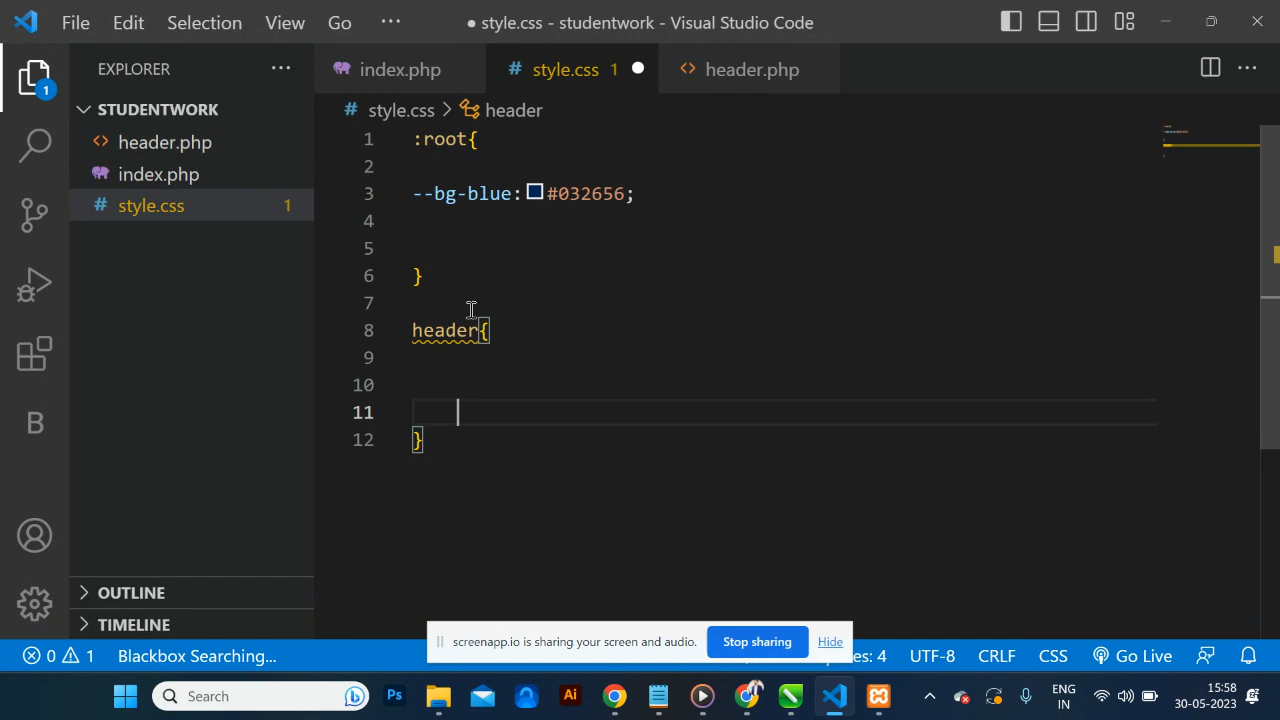 File Edit Selection View Go ··· ● style.css - studentwork - Visual Studio Code
EXPLORER ···
index.php
# style.css 1 ●
<> header.php
···
STUDENTWORK
<> header.php
index.php
# style.css 1
# style.css > header
1 :root{
2
3 --bg-blue: #032656;
4
5
6 }
7
8 header{
9
10
11
12 }
1
B
OUTLINE
TIMELINE
screenapp.io is sharing your screen and audio. Stop sharing Hide
0 1 Blackbox Searching... : 4 UTF-8 CRLF CSS Go Live
Search
Ps
Ai
ENG
IN
15:58
30-05-2023